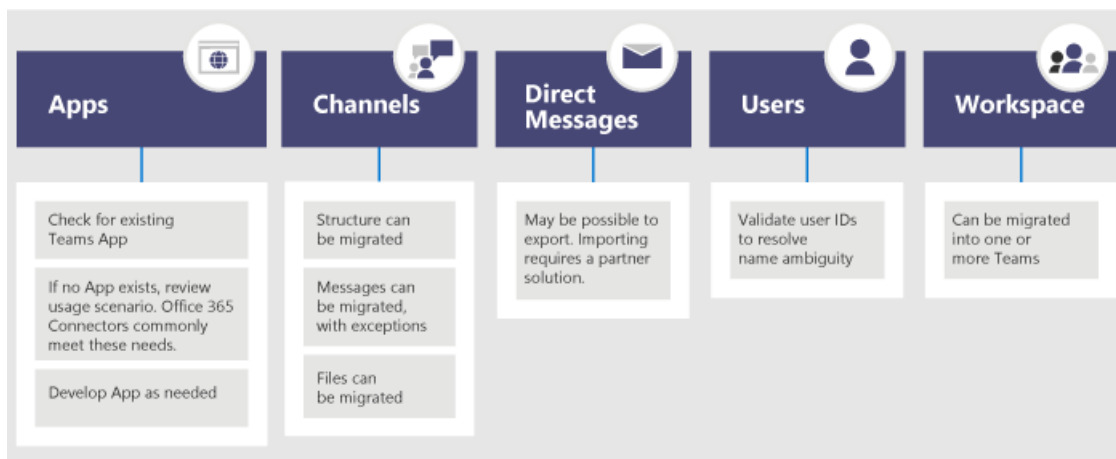 Apps
Check for existing
Teams App
If no App exists, review
usage scenario. Office 365
Connectors commonly
meet these needs.
Develop App as needed
Channels
Structure can
be migrated
Messages can
be migrated,
with exceptions
Files can
be migrated
Direct
Messages
May be possible to
export. Importing
requires a partner
solution.
Users
Validate user IDs
to resolve
name ambiguity
Workspace
Can be migrated
into one or
more Teams